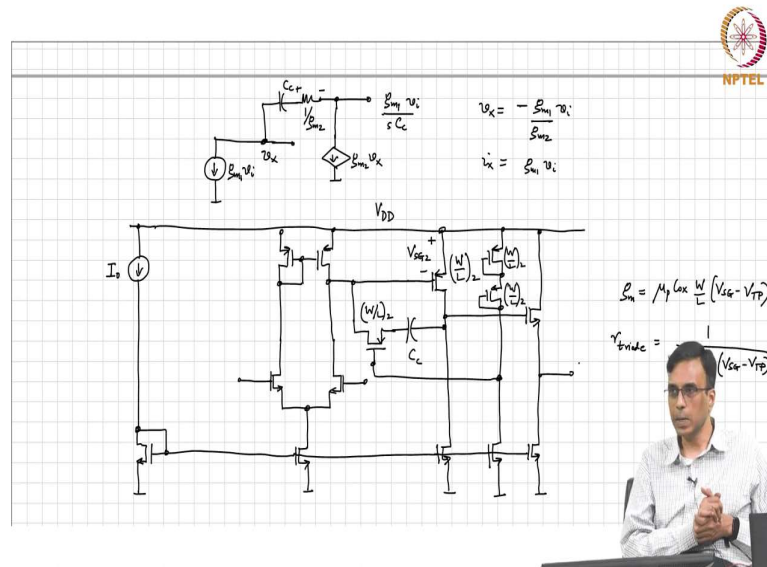 NPTEL
Cc + -
1/gm2
gm1 vi
sCc
vx
gm1 vi
gm2 vx
vx = - gm1 vi
gm2
ix = gm1 vi
VDD
I0
VSG2
+
-
(W/L)2
(W/L)2
(W/L)2
(W/L)2
Cc
gm = μp Cox W/L (VSG - VTP)
rtriode = 1
(VSG - VTP)